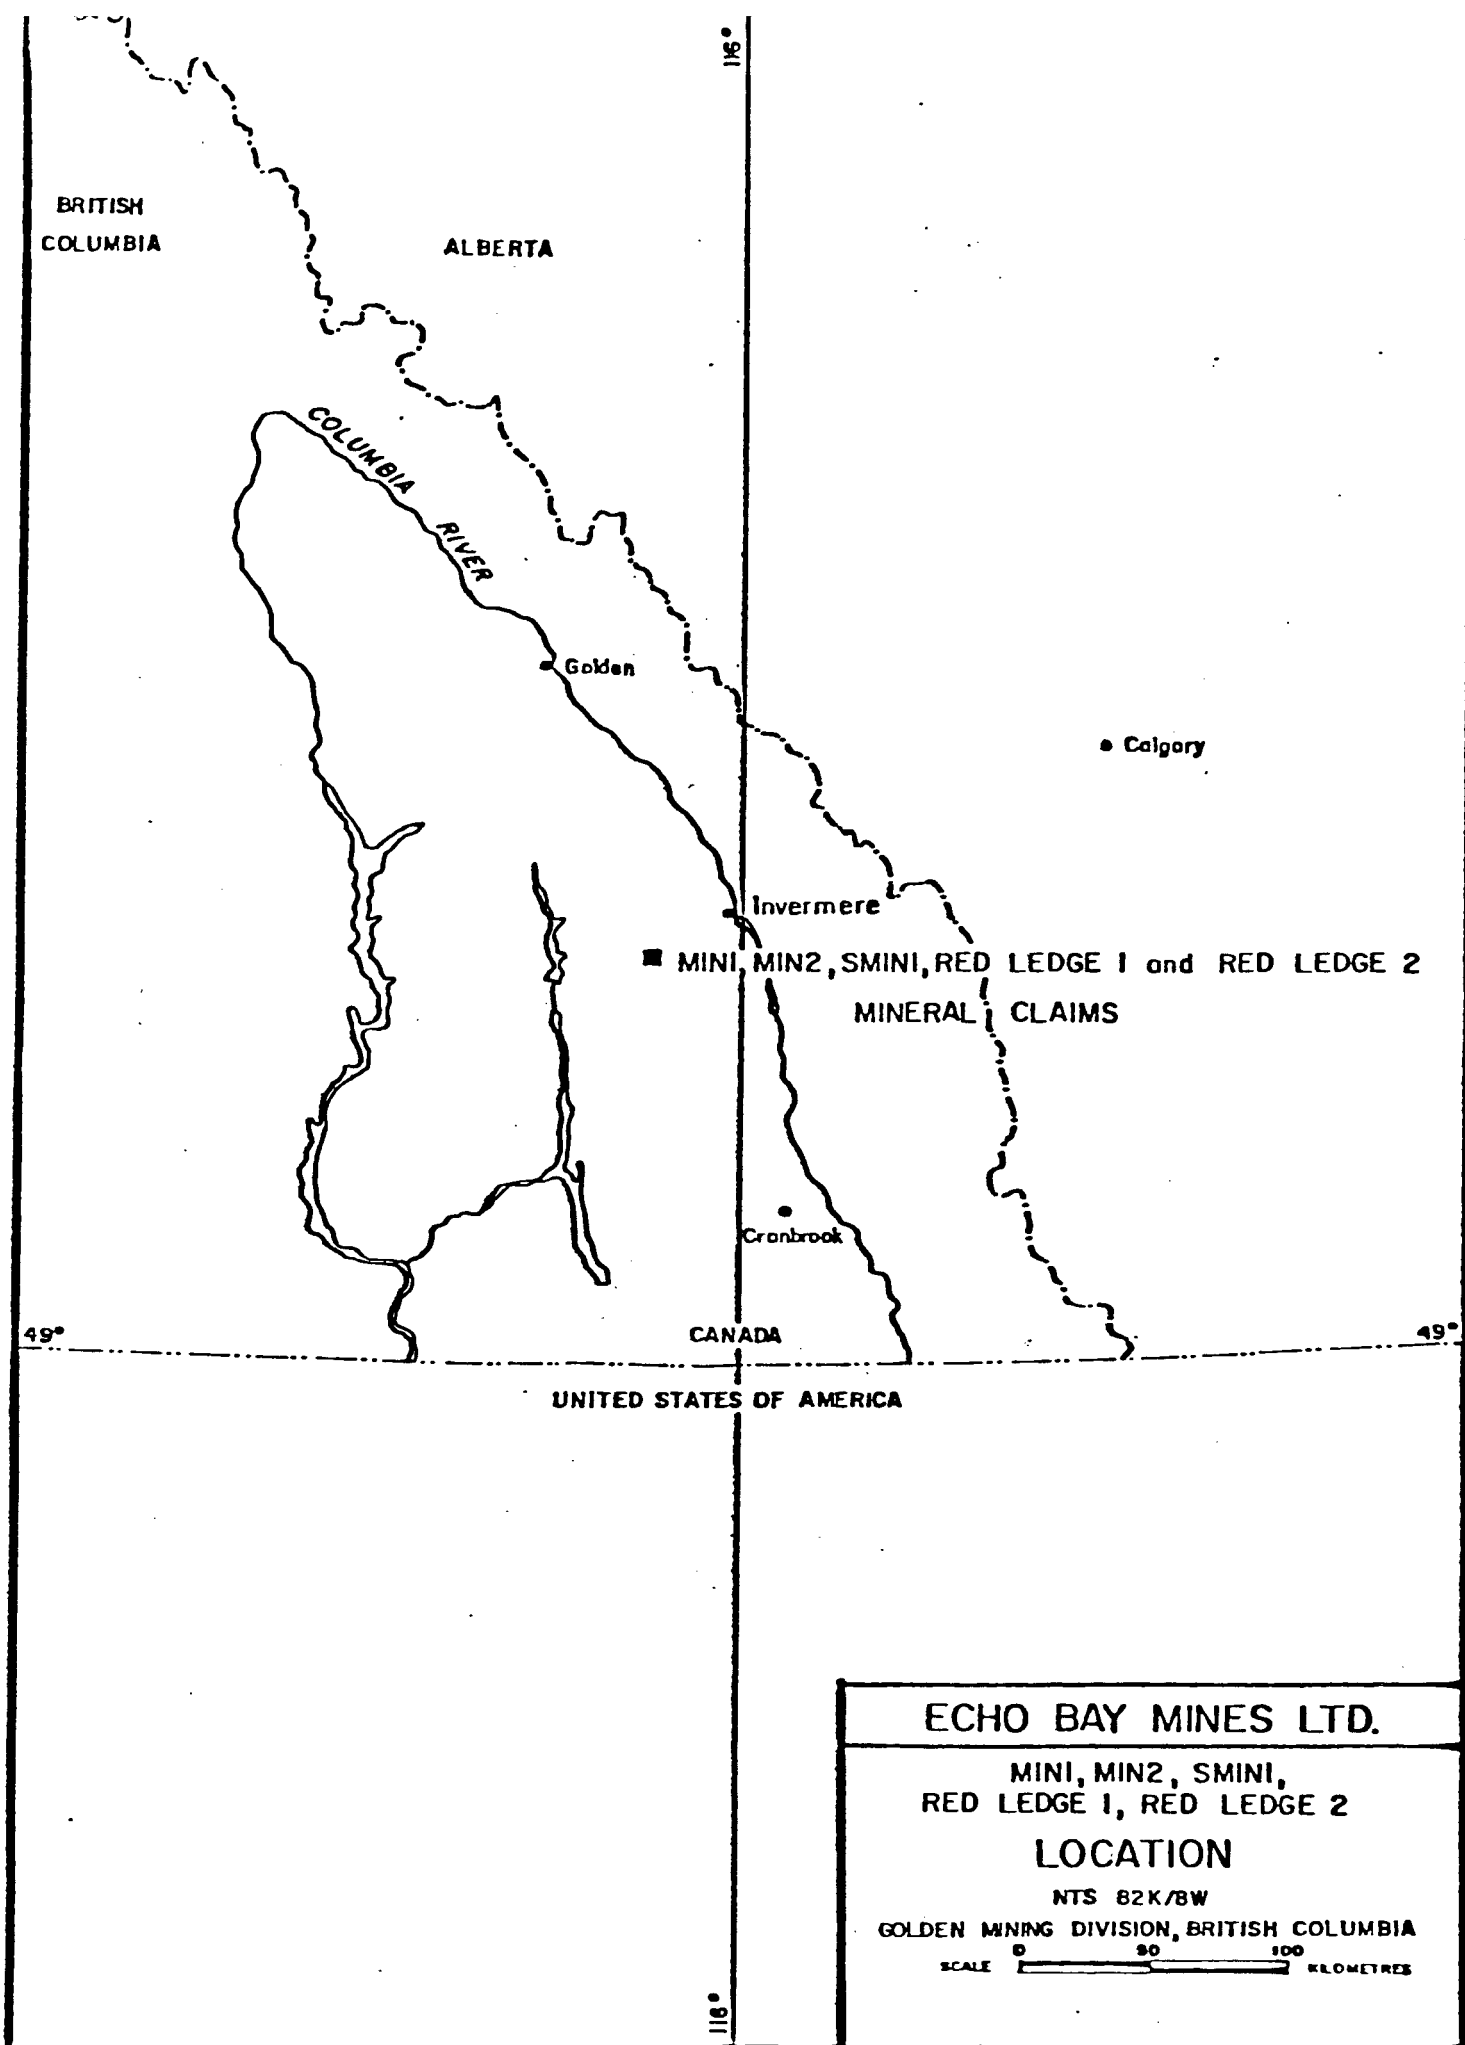 116°
BRITISH
COLUMBIA
ALBERTA
COLUMBIA
RIVER
Golden
Calgary
Invermere
MIN1, MIN2, SMIN1, RED LEDGE 1 and RED LEDGE 2
MINERAL CLAIMS
Cranbrook
49°
CANADA
49°
UNITED STATES OF AMERICA
ECHO BAY MINES LTD.
MIN1, MIN2, SMIN1,
RED LEDGE 1, RED LEDGE 2
LOCATION
NTS 82K/8W
GOLDEN MINING DIVISION, BRITISH COLUMBIA
0 50 100
SCALE KILOMETRES
116°